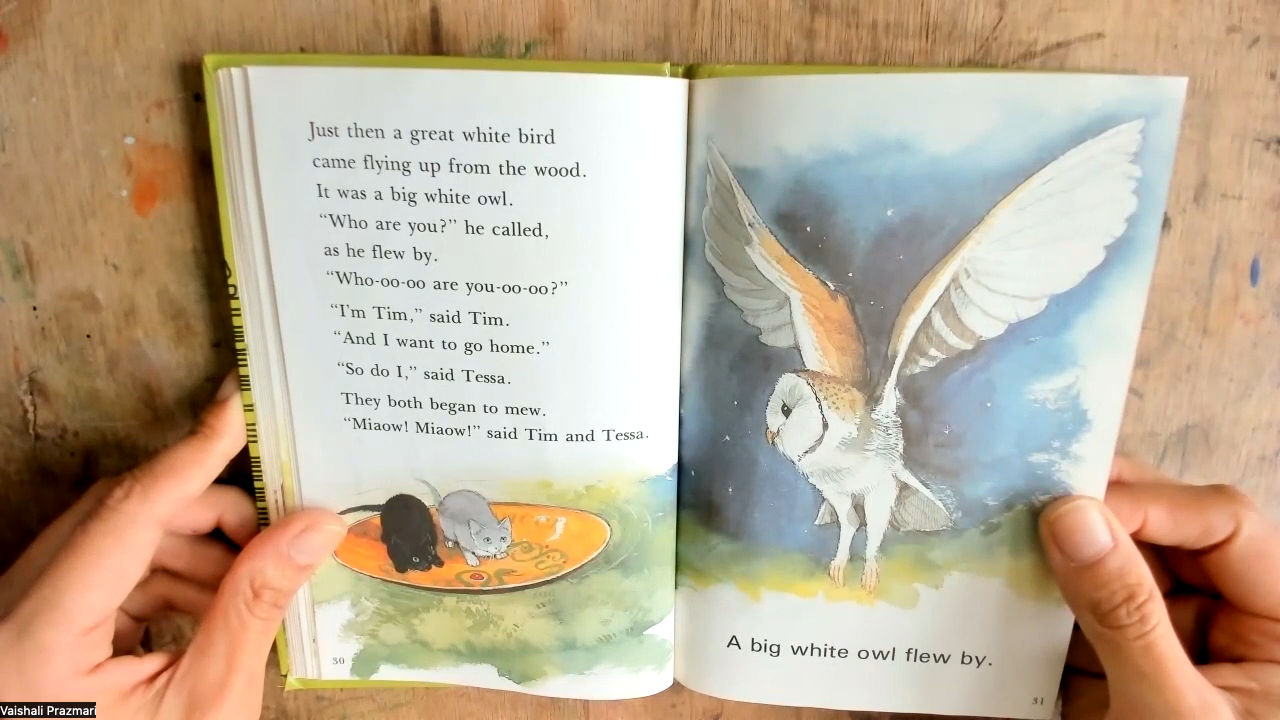 Just then a great white bird
came flying up from the wood.
It was a big white owl.
“Who are you?” he called,
as he flew by.
“Who-oo-oo are you-oo-oo?”
“I'm Tim,” said Tim.
“And I want to go home.”
“So do I,” said Tessa.
They both began to mew.
“Miaow! Miaow!” said Tim and Tessa.
30
A big white owl flew by.
31
Vaishali Prazmari